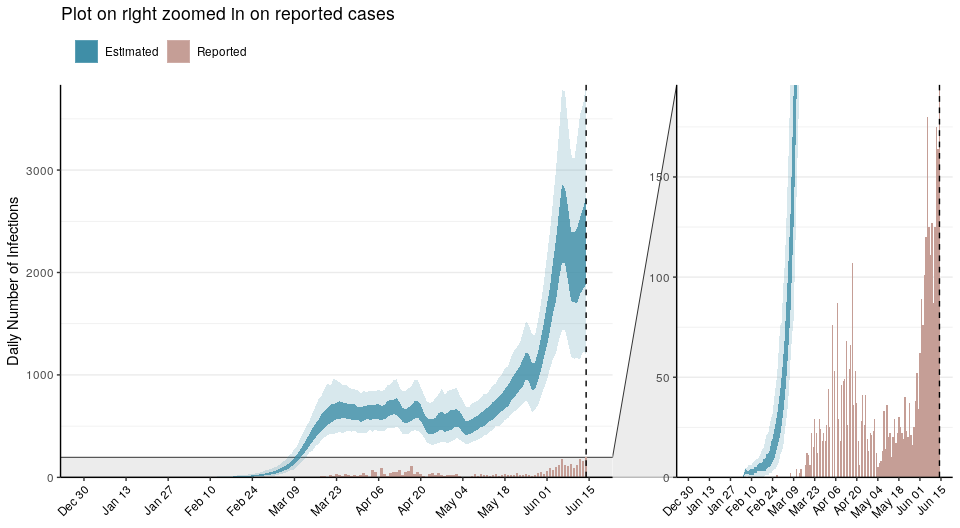 Plot on right zoomed in on reported cases
Estimated Reported
Daily Number of Infections
3000
2000
1000
0
Dec 30 Jan 13 Jan 27 Feb 10 Feb 24 Mar 09 Mar 23 Apr 06 Apr 20 May 04 May 18 Jun 01 Jun 15
150
100
50
0
Dec 30 Jan 13 Jan 27 Feb 10 Feb 24 Mar 09 Mar 23 Apr 06 Apr 20 May 04 May 18 Jun 01 Jun 15